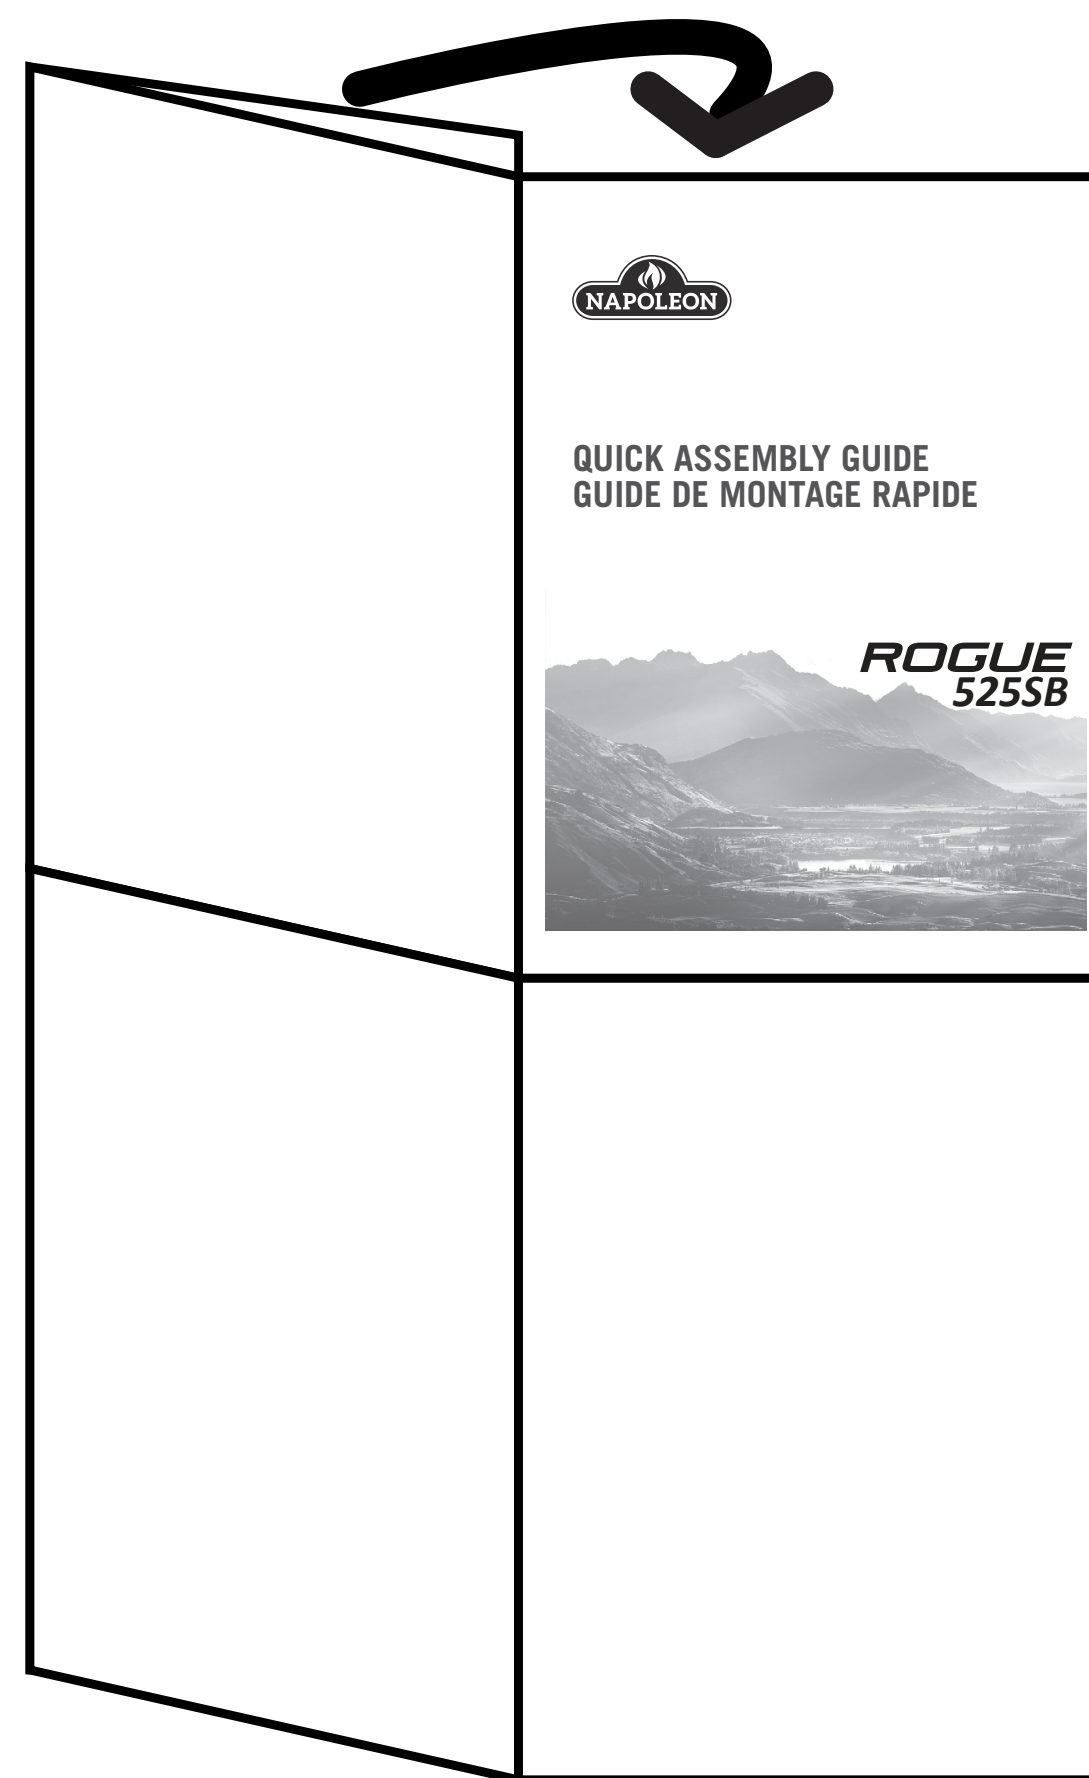 NAPOLEON
QUICK ASSEMBLY GUIDE
GUIDE DE MONTAGE RAPIDE
ROGUE
525SB